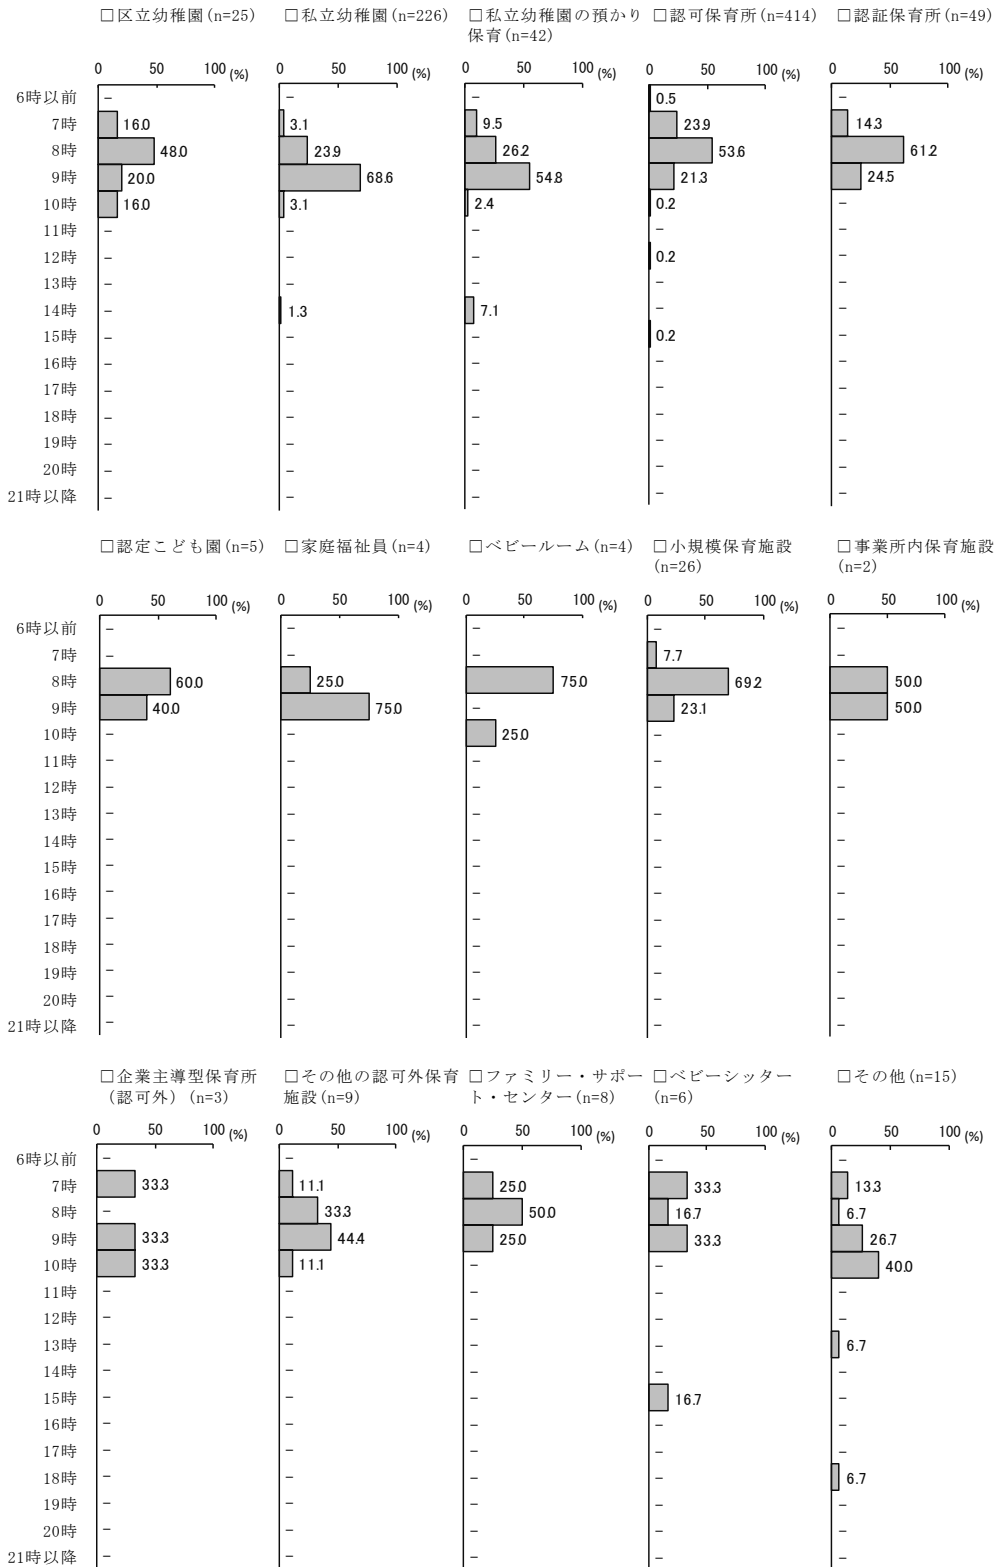 □区立幼稚園(n=25) □私立幼稚園(n=226) □私立幼稚園の預かり □認可保育所(n=414) □認証保育所(n=49)
保育(n=42)
0 50 100 (%) 0 50 100 (%) 0 50 100 (%) 0 50 100 (%) 0 50 100 (%)
6時以前 – – – 0.5 –
7時 16.0 3.1 9.5 23.9 14.3
8時 48.0 23.9 26.2 53.6 61.2
9時 20.0 68.6 54.8 21.3 24.5
10時 16.0 3.1 2.4 0.2 –
11時 – – – – –
12時 – – – 0.2 –
13時 – – – – –
14時 – 1.3 7.1 – –
15時 – – – 0.2 –
16時 – – – – –
17時 – – – – –
18時 – – – – –
19時 – – – – –
20時 – – – – –
21時以降 – – – – –
□認定こども園(n=5) □家庭福祉員(n=4) □ベビールーム(n=4) □小規模保育施設 □事業所内保育施設
(n=26) (n=2)
0 50 100 (%) 0 50 100 (%) 0 50 100 (%) 0 50 100 (%) 0 50 100 (%)
6時以前 – – – – –
7時 – – – 7.7 –
8時 60.0 25.0 75.0 69.2 50.0
9時 40.0 75.0 – 23.1 50.0
10時 – – 25.0 – –
11時 – – – – –
12時 – – – – –
13時 – – – – –
14時 – – – – –
15時 – – – – –
16時 – – – – –
17時 – – – – –
18時 – – – – –
19時 – – – – –
20時 – – – – –
21時以降 – – – – –
□企業主導型保育所 □その他の認可外保育 □ファミリー・サポー □ベビーシッター □その他(n=15)
(認可外) (n=3) 施設(n=9) ト・センター(n=8) (n=6)
0 50 100 (%) 0 50 100 (%) 0 50 100 (%) 0 50 100 (%) 0 50 100 (%)
6時以前 – – – – –
7時 33.3 11.1 25.0 33.3 13.3
8時 – 33.3 50.0 16.7 6.7
9時 33.3 44.4 25.0 33.3 26.7
10時 33.3 11.1 – – 40.0
11時 – – – – –
12時 – – – – –
13時 – – – – 6.7
14時 – – – – –
15時 – – – 16.7 –
16時 – – – – –
17時 – – – – –
18時 – – – – 6.7
19時 – – – – –
20時 – – – – –
21時以降 – – – – –